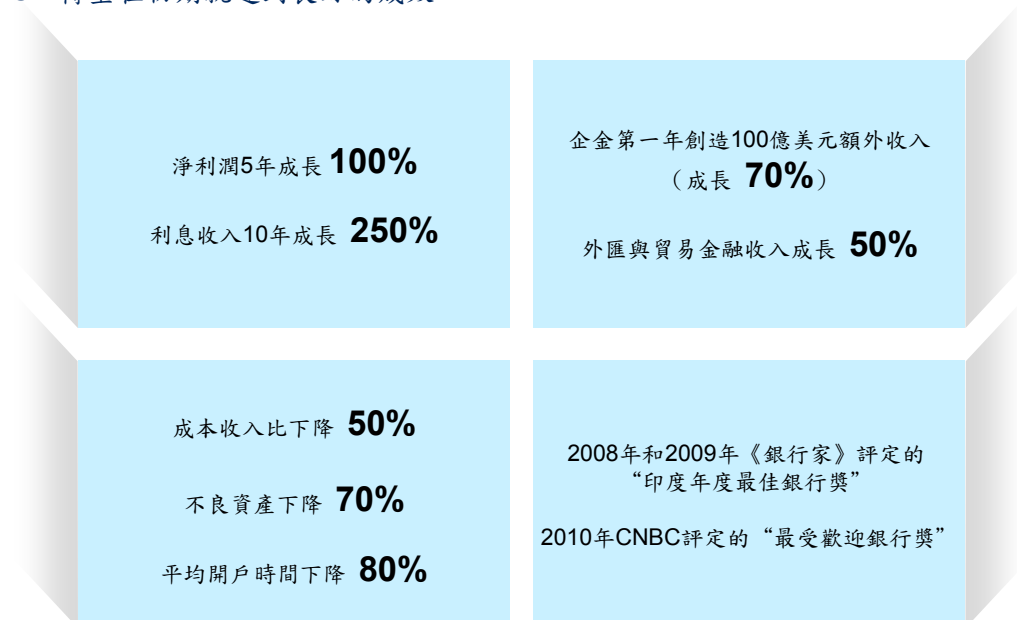 淨利潤5年成長 100%
利息收入10年成長 250%
企金第一年創造100億美元額外收入
（成長 70%）
外匯與貿易金融收入成長 50%
成本收入比下降 50%
不良資產下降 70%
平均開戶時間下降 80%
2008年和2009年《銀行家》評定的
“印度年度最佳銀行獎”
2010年CNBC評定的“最受歡迎銀行獎”